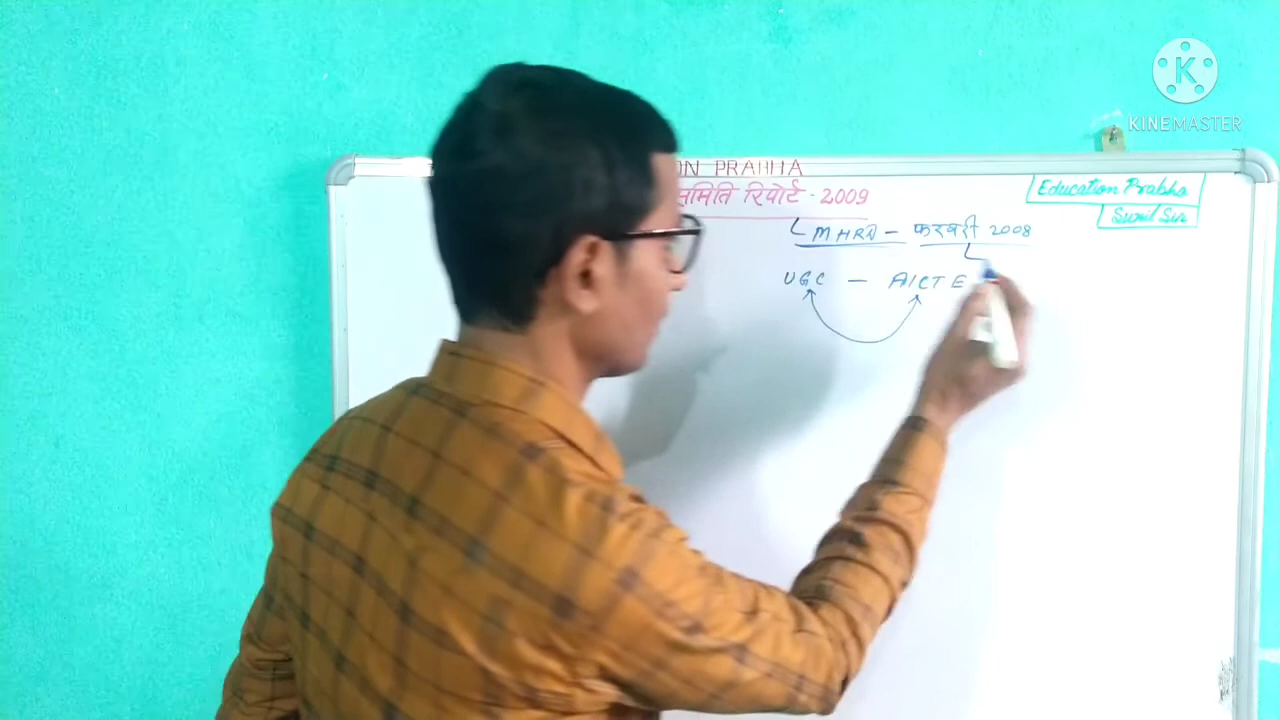 KINEMASTER
ON PRABHA
समिति रिपोर्ट - 2009
Education Prabha
Sunil Sir
MHRD - फरवरी 2008
UGC - AICTE